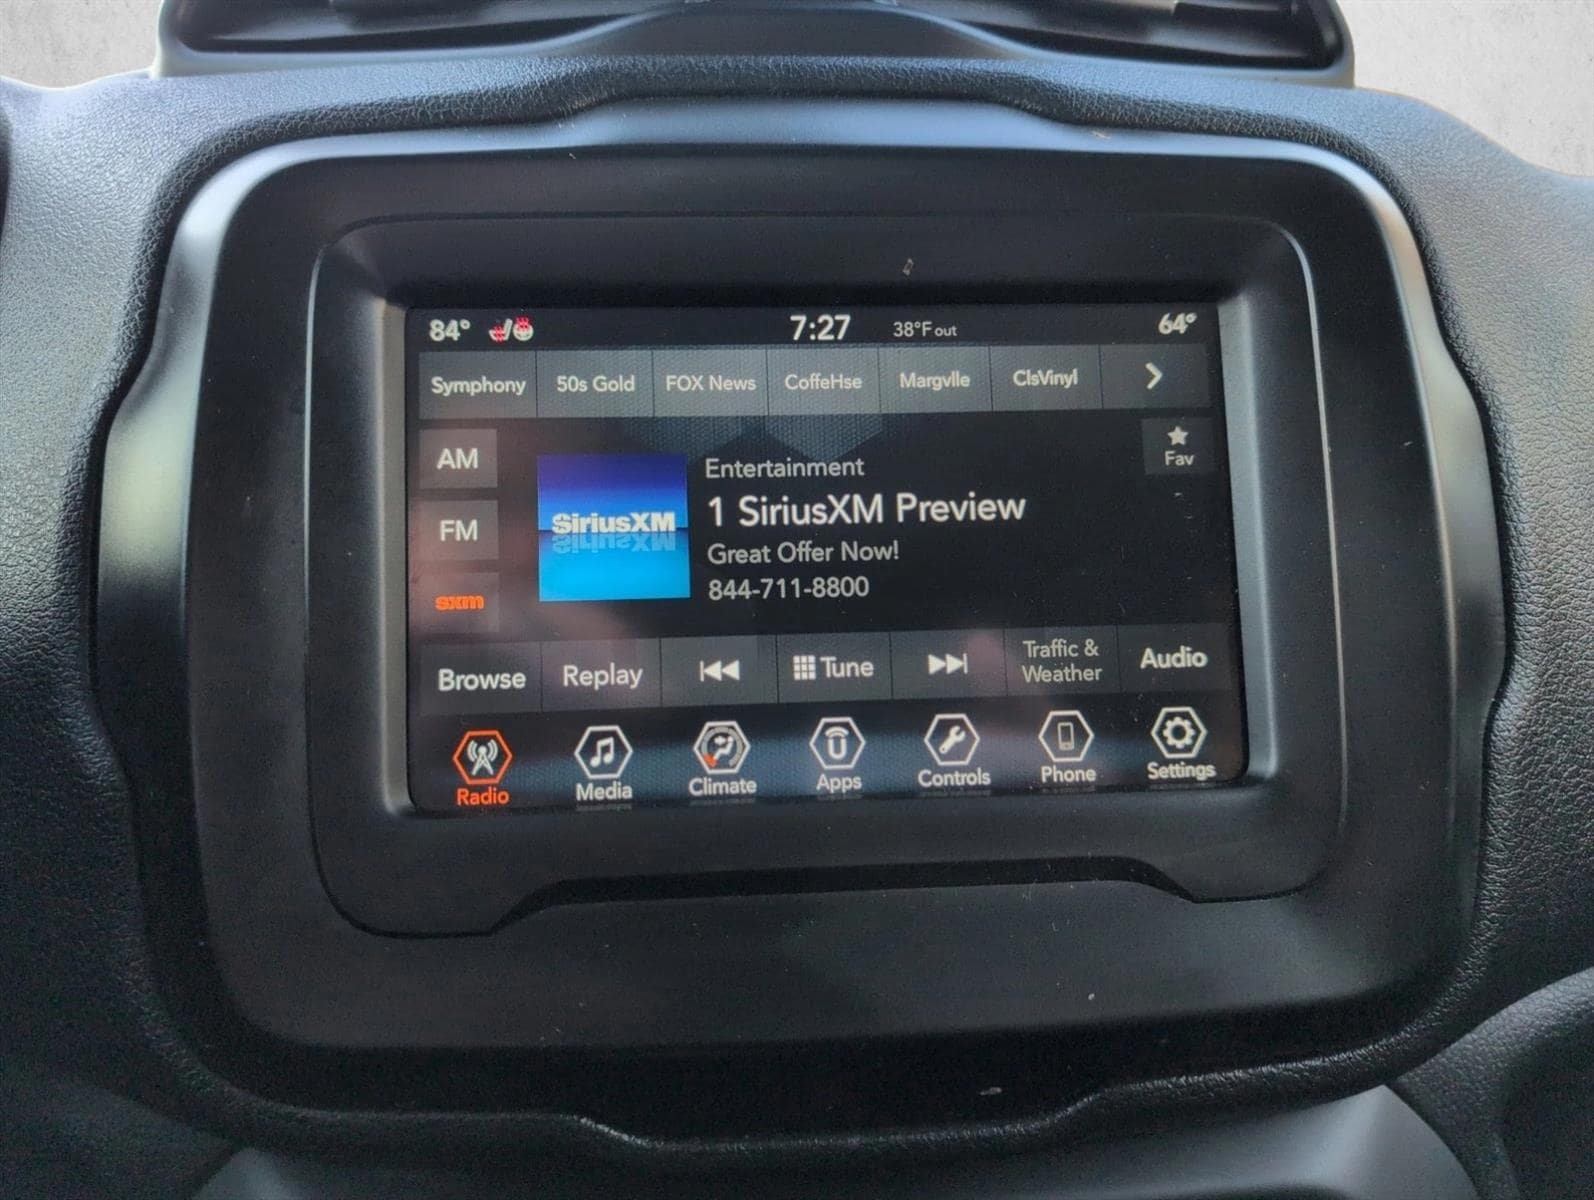 84° 7:27 38°F out 64°
Symphony 50s Gold FOX News CoffeHse Margvlle ClsVinyl
AM
FM
sxm
SiriusXM
Entertainment
1 SiriusXM Preview
Great Offer Now!
844-711-8800
Fav
Browse Replay Tune Traffic &
Weather Audio
Radio Media Climate Apps Controls Phone Settings